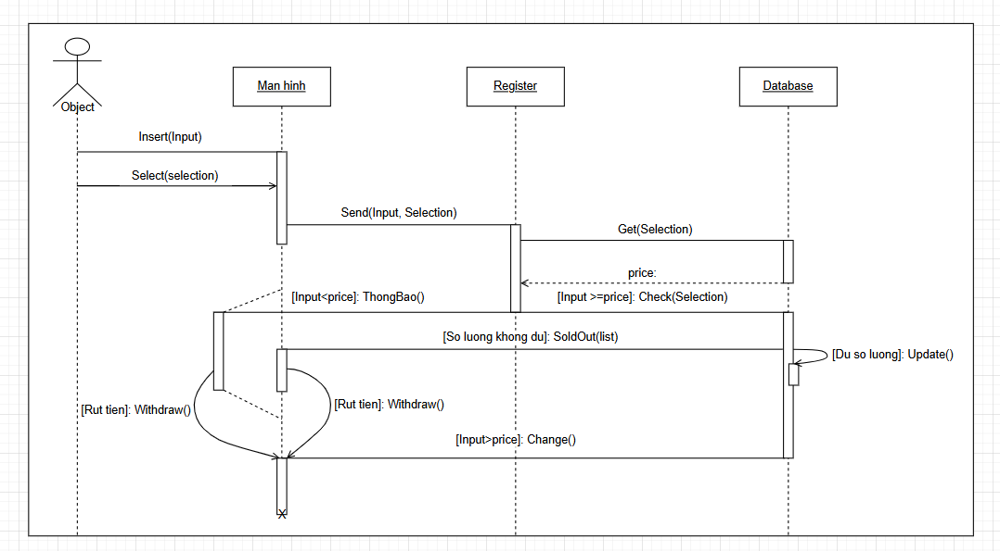 Object
Man hinh
Register
Database
Insert(Input)
Select(selection)
Send(Input, Selection)
Get(Selection)
price:
[Input<price]: ThongBao()
[Input >=price]: Check(Selection)
[So luong khong du]: SoldOut(list)
[Du so luong]: Update()
[Rut tien]: Withdraw()
[Rut tien]: Withdraw()
[Input>price]: Change()
X